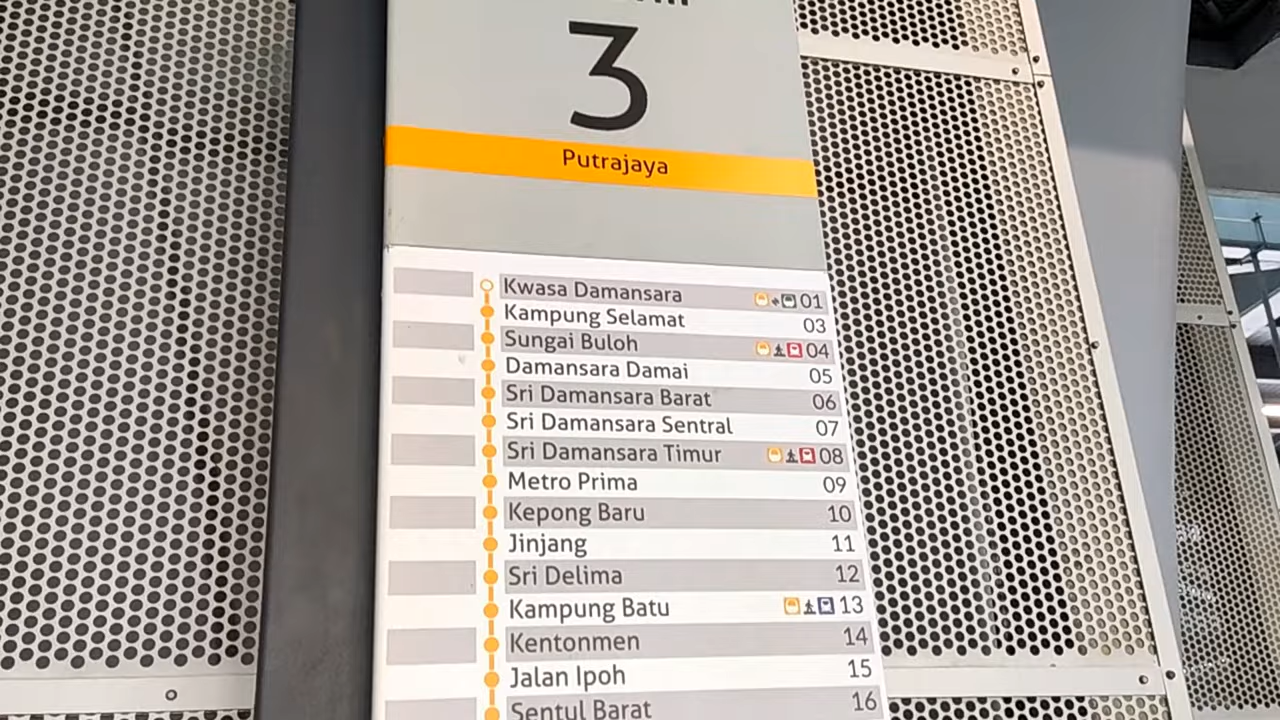 3
Putrajaya
Kwasa Damansara 01
Kampung Selamat 03
Sungai Buloh 04
Damansara Damai 05
Sri Damansara Barat 06
Sri Damansara Sentral 07
Sri Damansara Timur 08
Metro Prima 09
Kepong Baru 10
Jinjang 11
Sri Delima 12
Kampung Batu 13
Kentonmen 14
Jalan Ipoh 15
Sentul Barat 16